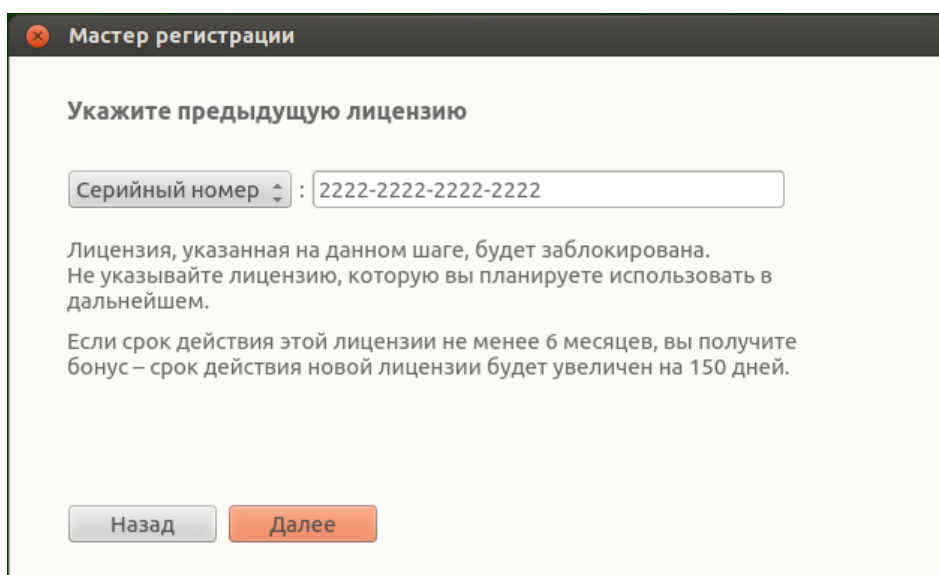 Мастер регистрации
Укажите предыдущую лицензию
Серийный номер : 2222-2222-2222-2222
Лицензия, указанная на данном шаге, будет заблокирована.
Не указывайте лицензию, которую вы планируете использовать в
дальнейшем.
Если срок действия этой лицензии не менее 6 месяцев, вы получите
бонус – срок действия новой лицензии будет увеличен на 150 дней.
Назад Далее